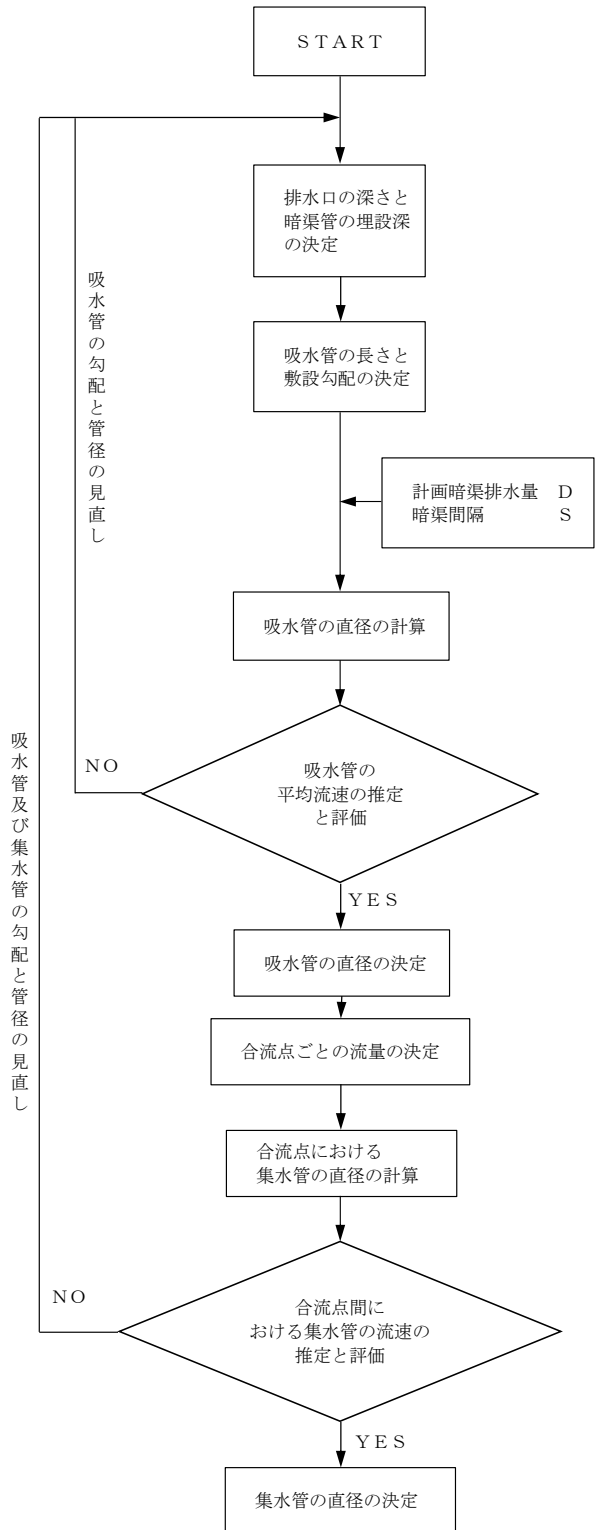 START
排水口の深さと
暗渠管の埋設深
の決定
吸水管の勾配と管径の見直し
吸水管の長さと
敷設勾配の決定
計画暗渠排水量 D
暗渠間隔 S
吸水管の直径の計算
吸水管及び集水管の勾配と管径の見直し
NO
吸水管の
平均流速の推定
と評価
YES
吸水管の直径の決定
合流点ごとの流量の決定
合流点における
集水管の直径の計算
NO
合流点間に
おける集水管の流速の
推定と評価
YES
集水管の直径の決定